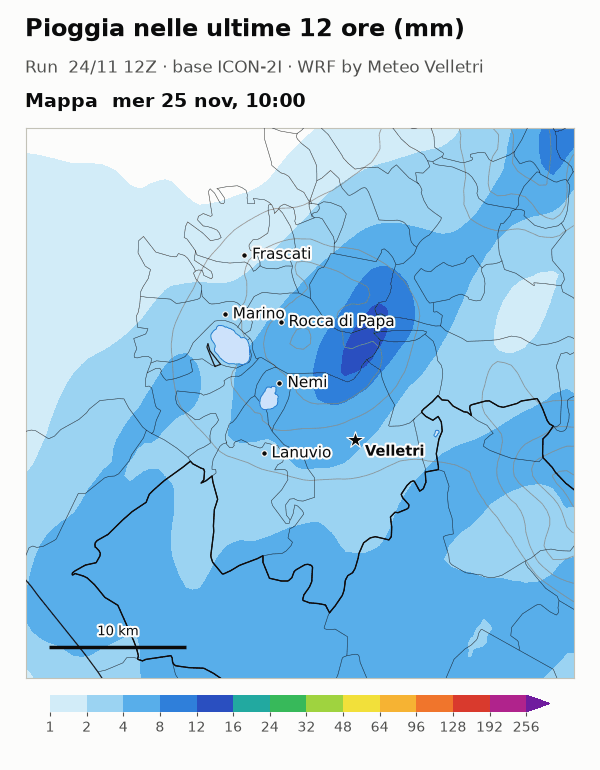 Pioggia nelle ultime 12 ore (mm)
Run 24/11 12Z · base ICON-2I · WRF by Meteo Velletri
Mappa mer 25 nov, 10:00
Frascati
Marino
Rocca di Papa
Nemi
Velletri
Lanuvio
10 km
1 2 4 8 12 16 24 32 48 64 96 128 192 256